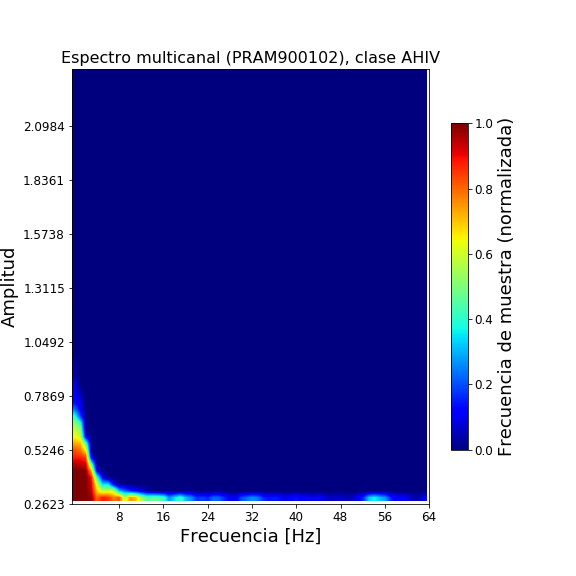 Espectro multicanal (PRAM900102), clase AHIV
Amplitud
2.0984
1.8361
1.5738
1.3115
1.0492
0.7869
0.5246
0.2623
8 16 24 32 40 48 56 64
Frecuencia [Hz]
1.0
0.8
0.6
0.4
0.2
0.0
Frecuencia de muestra (normalizada)